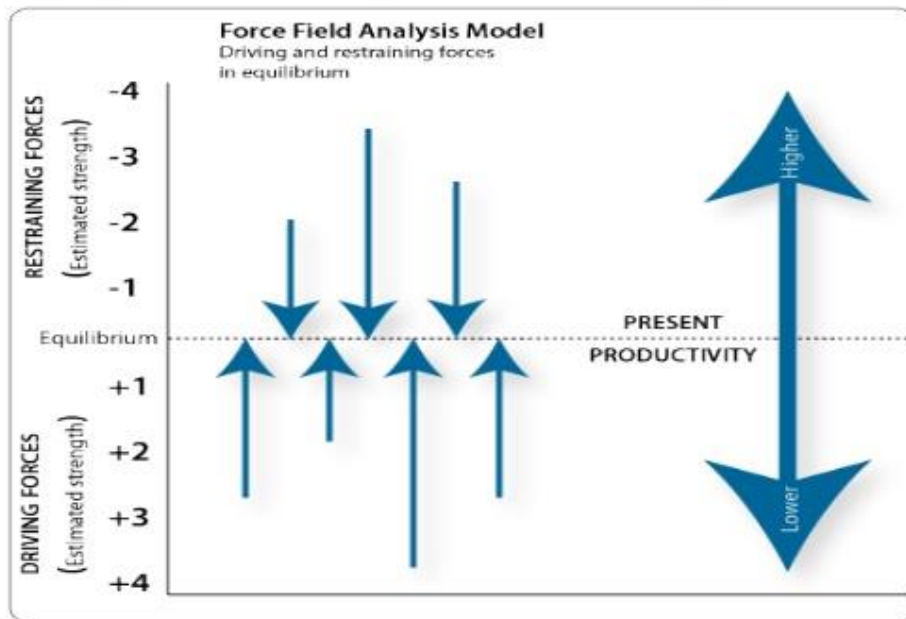 Force Field Analysis Model
Driving and restraining forces
in equilibrium
RESTRAINING FORCES
(Estimated strength)
-4
-3
-2
-1
Higher
Equilibrium
PRESENT
PRODUCTIVITY
DRIVING FORCES
(Estimated strength)
+1
+2
+3
+4
Lower